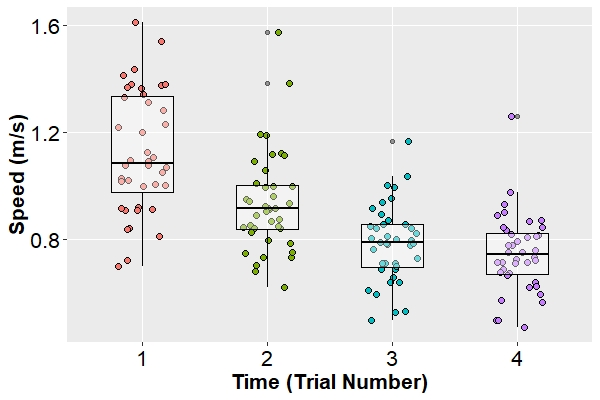 Speed (m/s)
1.6
1.2
0.8
1 2 3 4
Time (Trial Number)